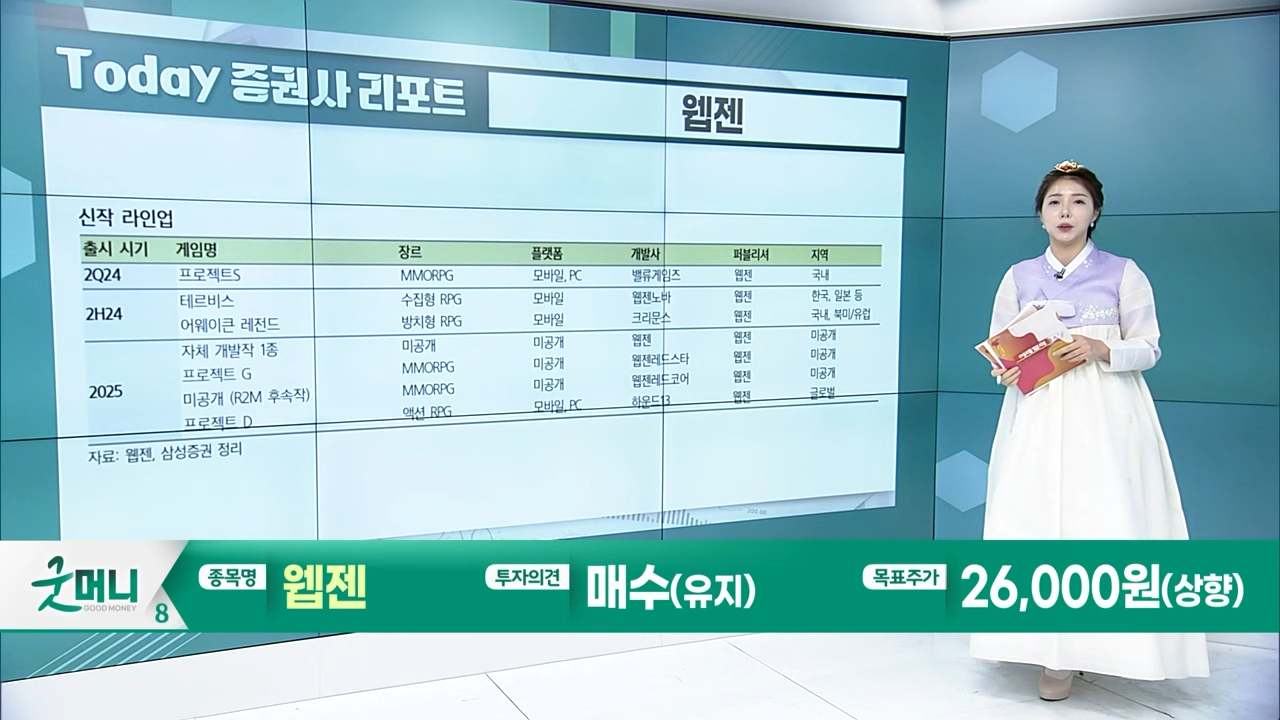 Today 증권사 리포트
웹젠
신작 라인업
출시 시기 게임명 장르 플랫폼 개발사 퍼블리셔 지역
2Q24 프로젝트S MMORPG 모바일, PC 밸류게임즈 웹젠 국내
2H24 테르비스 수집형 RPG 모바일 웹젠노바 웹젠 한국, 일본 등
어웨이큰 레전드 방치형 RPG 모바일 크리문스 웹젠 국내, 북미/유럽
2025 자체 개발작 1종 미공개 미공개 웹젠 웹젠 미공개
프로젝트 G MMORPG 미공개 웹젠레드스타 웹젠 미공개
미공개 (R2M 후속작) MMORPG 미공개 웹젠레드코어 웹젠 미공개
프로젝트 D 액션 RPG 모바일, PC 하운드13 웹젠 글로벌
자료: 웹젠, 삼성증권 정리
200.00
굿머니
GOOD MONEY
8
종목명 웹젠 투자의견 매수(유지) 목표주가 26,000원(상향)